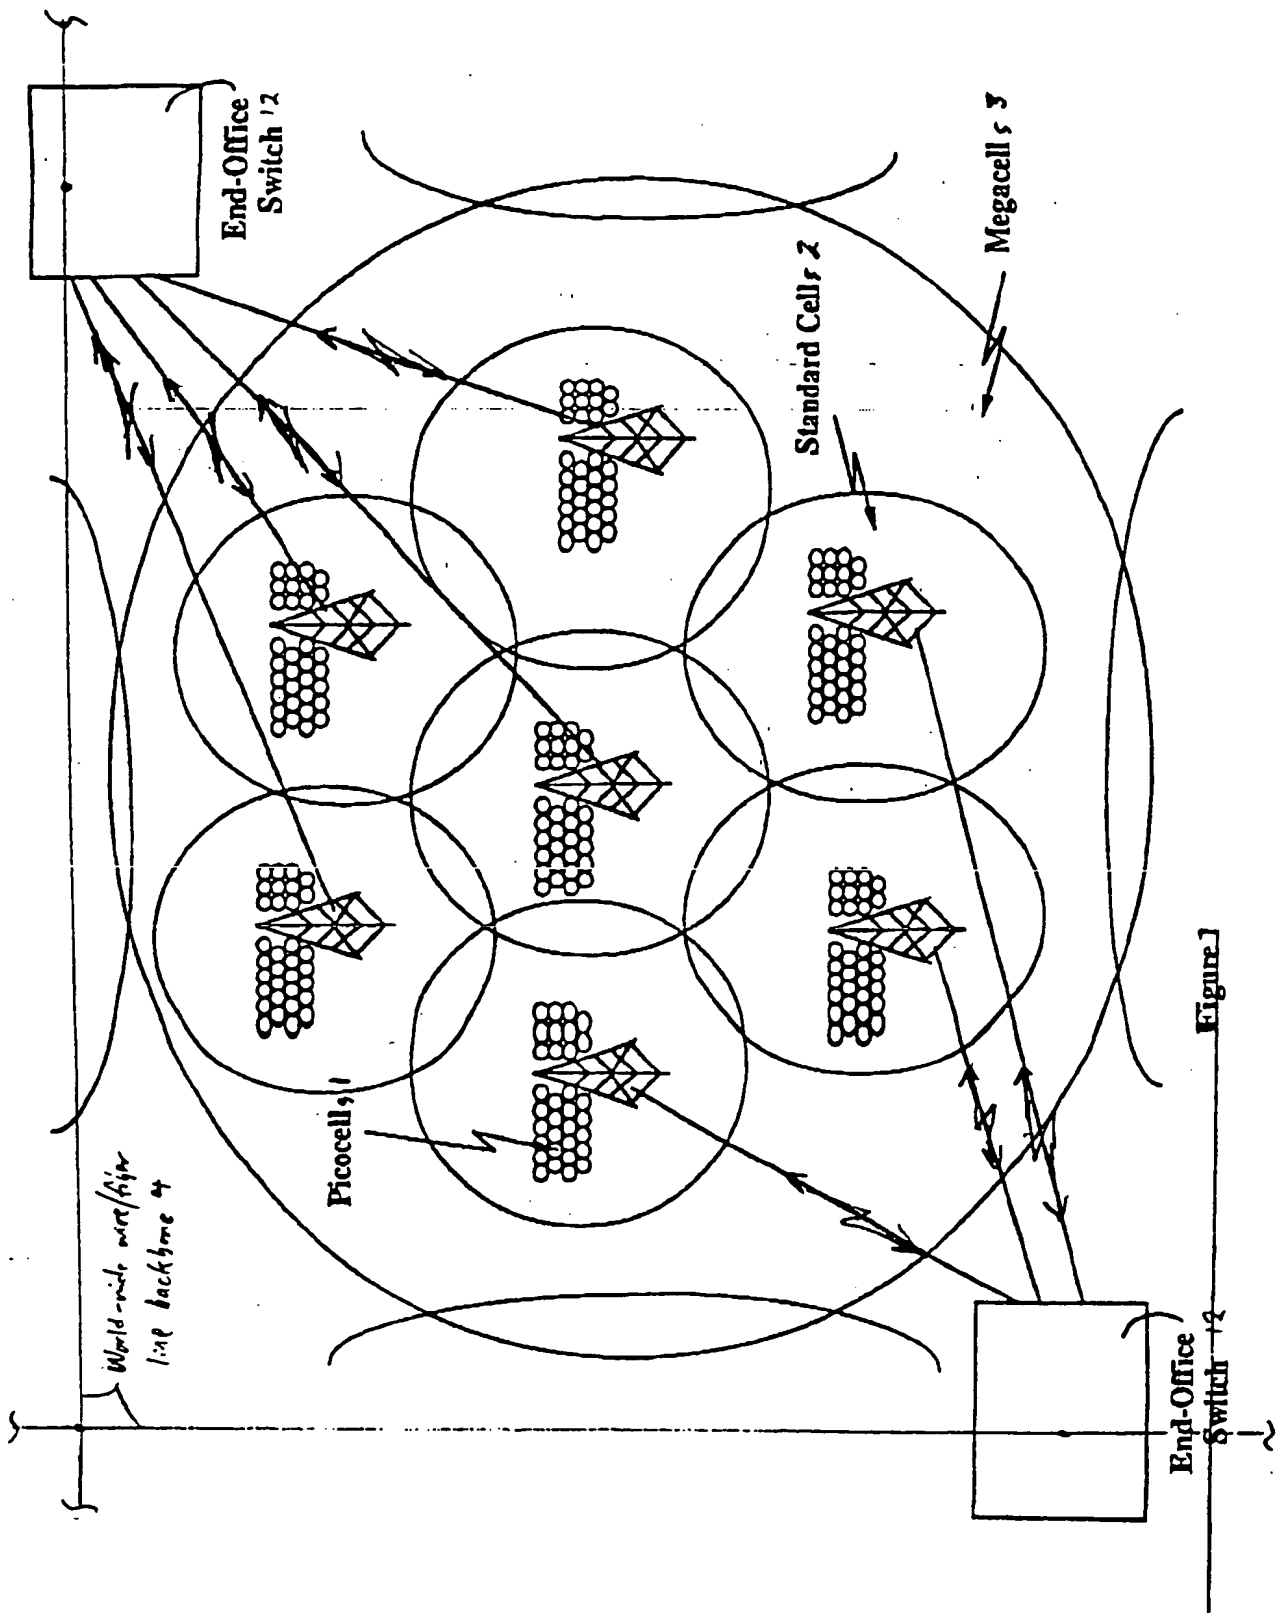 World-wide wire/fiber
line backbone 4
End-Office
Switch 12
Picocells 1
Standard Cells 2
Megacells 3
End-Office
Switch 12
Figure 1